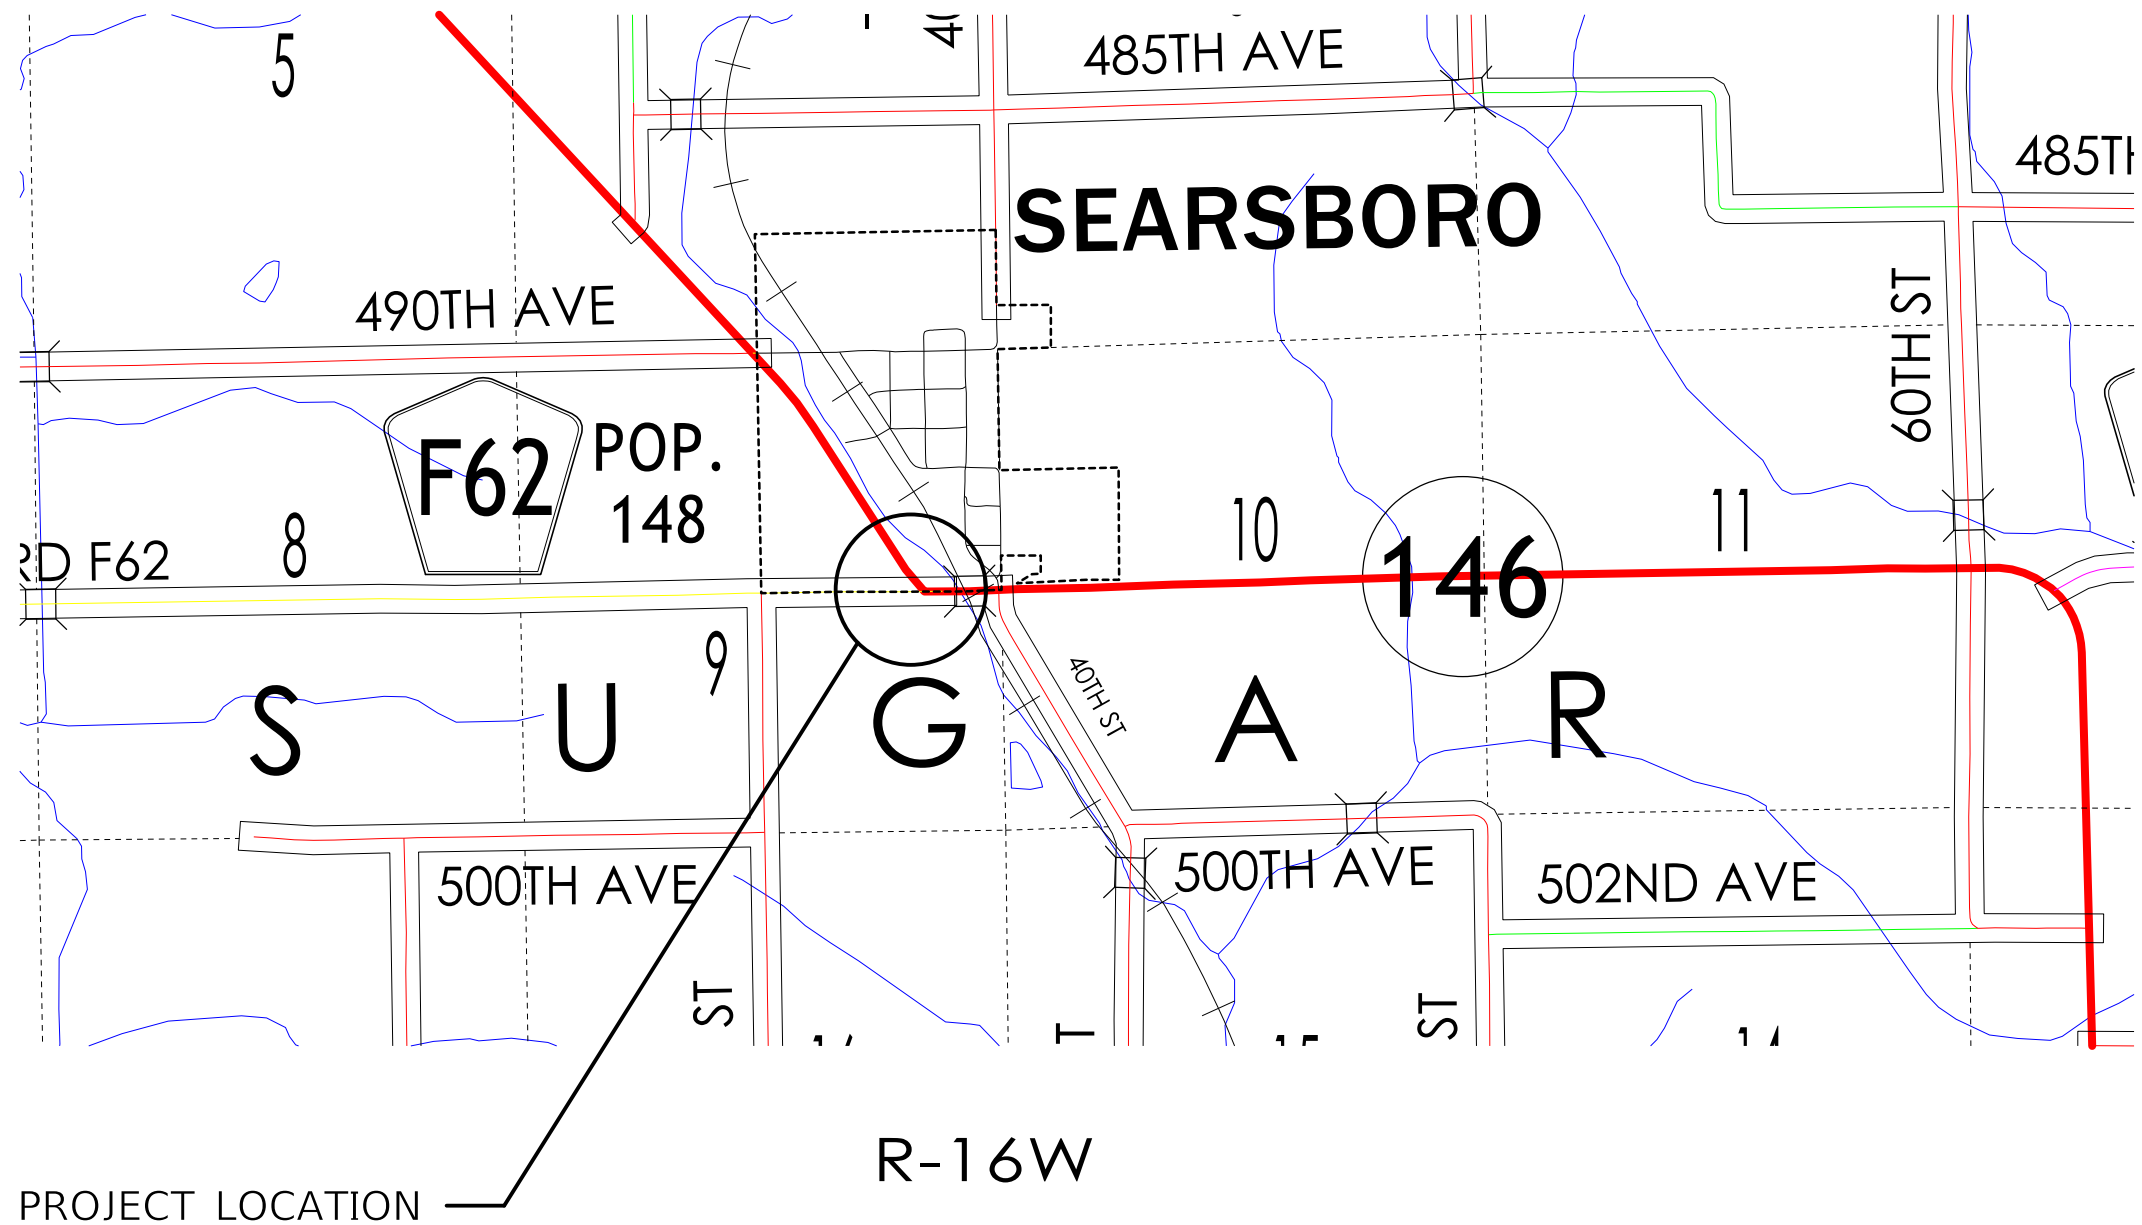 5
485TH AVE
SEARSBORO
485TH
490TH AVE
60TH ST
F62
POP.
148
10
11
8
RD F62
146
9
40TH ST
S U G A R
500TH AVE
500TH AVE
502ND AVE
ST
ST
R-16W
PROJECT LOCATION